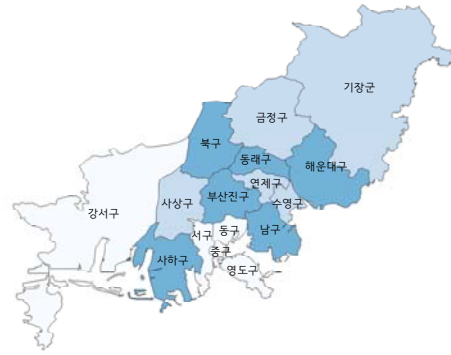 기장군
금정구
북구
동래구
해운대구
연제구
부산진구
사상구
수영구
강서구
서구
동구
남구
중구
사하구
영도구